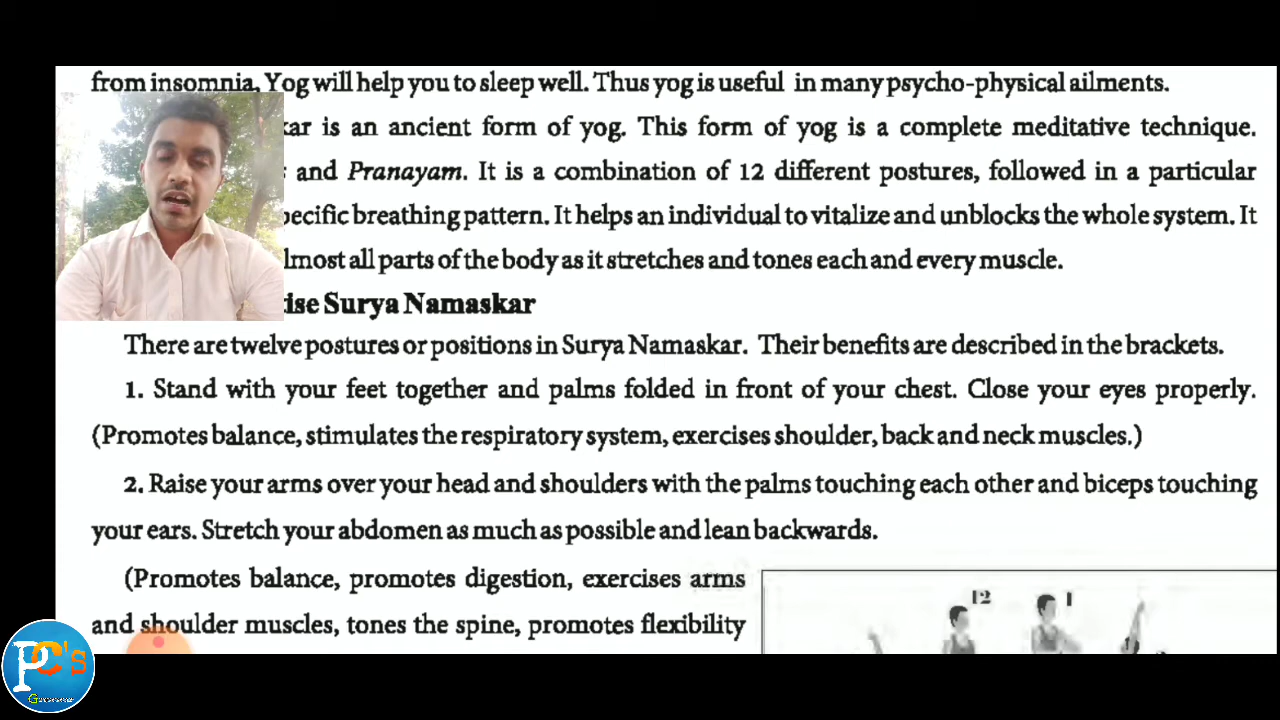 from insomnia, Yog will help you to sleep well. Thus yog is useful in many psycho-physical ailments.
kar is an ancient form of yog. This form of yog is a complete meditative technique.
and Pranayam. It is a combination of 12 different postures, followed in a particular
pecific breathing pattern. It helps an individual to vitalize and unblocks the whole system. It
lmost all parts of the body as it stretches and tones each and every muscle.
tise Surya Namaskar
There are twelve postures or positions in Surya Namaskar. Their benefits are described in the brackets.
1. Stand with your feet together and palms folded in front of your chest. Close your eyes properly.
(Promotes balance, stimulates the respiratory system, exercises shoulder, back and neck muscles.)
2. Raise your arms over your head and shoulders with the palms touching each other and biceps touching
your ears. Stretch your abdomen as much as possible and lean backwards.
(Promotes balance, promotes digestion, exercises arms
and shoulder muscles, tones the spine, promotes flexibility
12 1
PC's